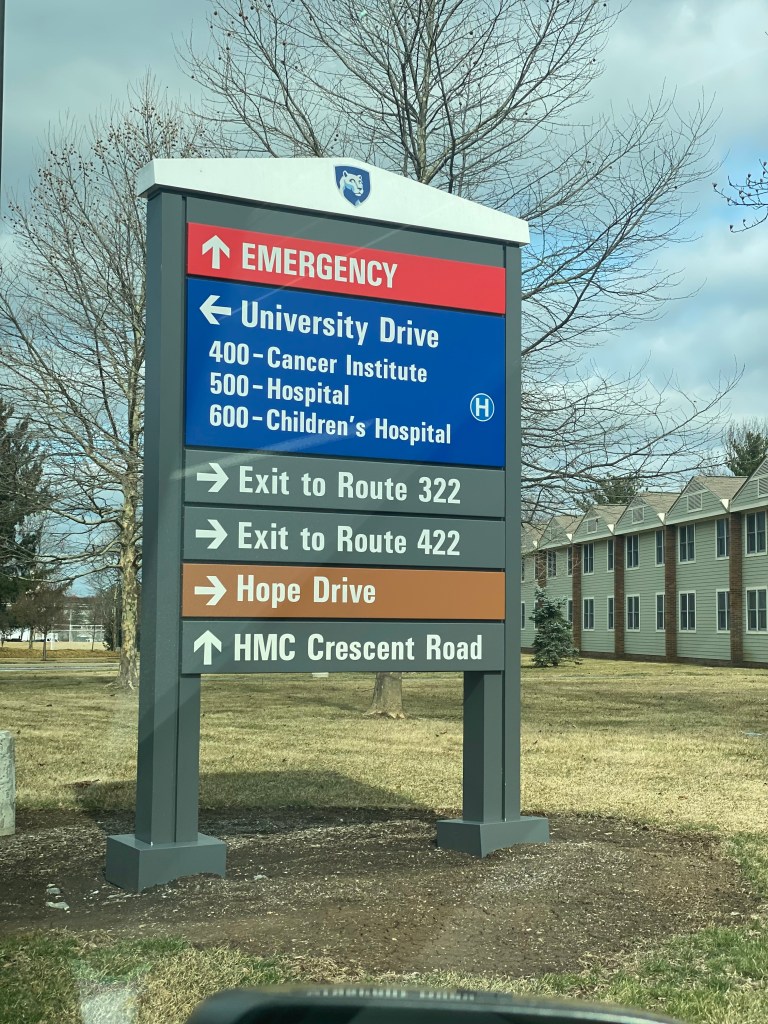 EMERGENCY
University Drive
400-Cancer Institute
500-Hospital
600-Children's Hospital
H
Exit to Route 322
Exit to Route 422
Hope Drive
HMC Crescent Road